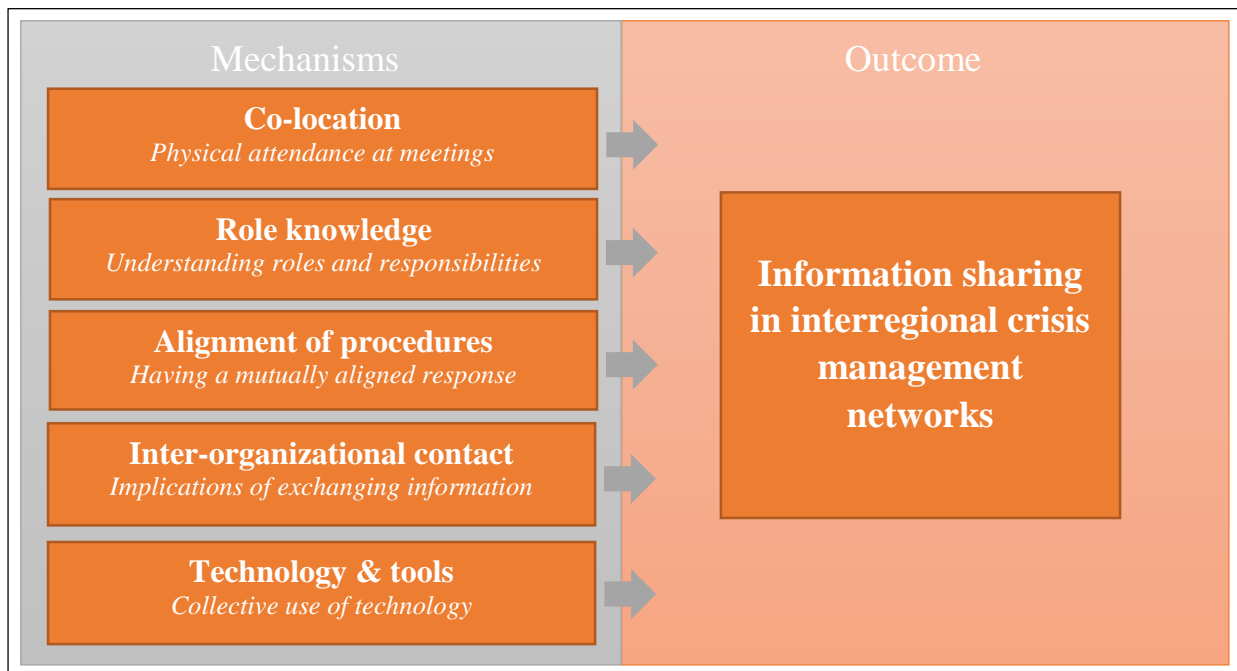 Mechanisms
Outcome
Co-location
Physical attendance at meetings
Role knowledge
Understanding roles and responsibilities
Alignment of procedures
Having a mutually aligned response
Inter-organizational contact
Implications of exchanging information
Technology & tools
Collective use of technology
Information sharing
in interregional crisis
management
networks